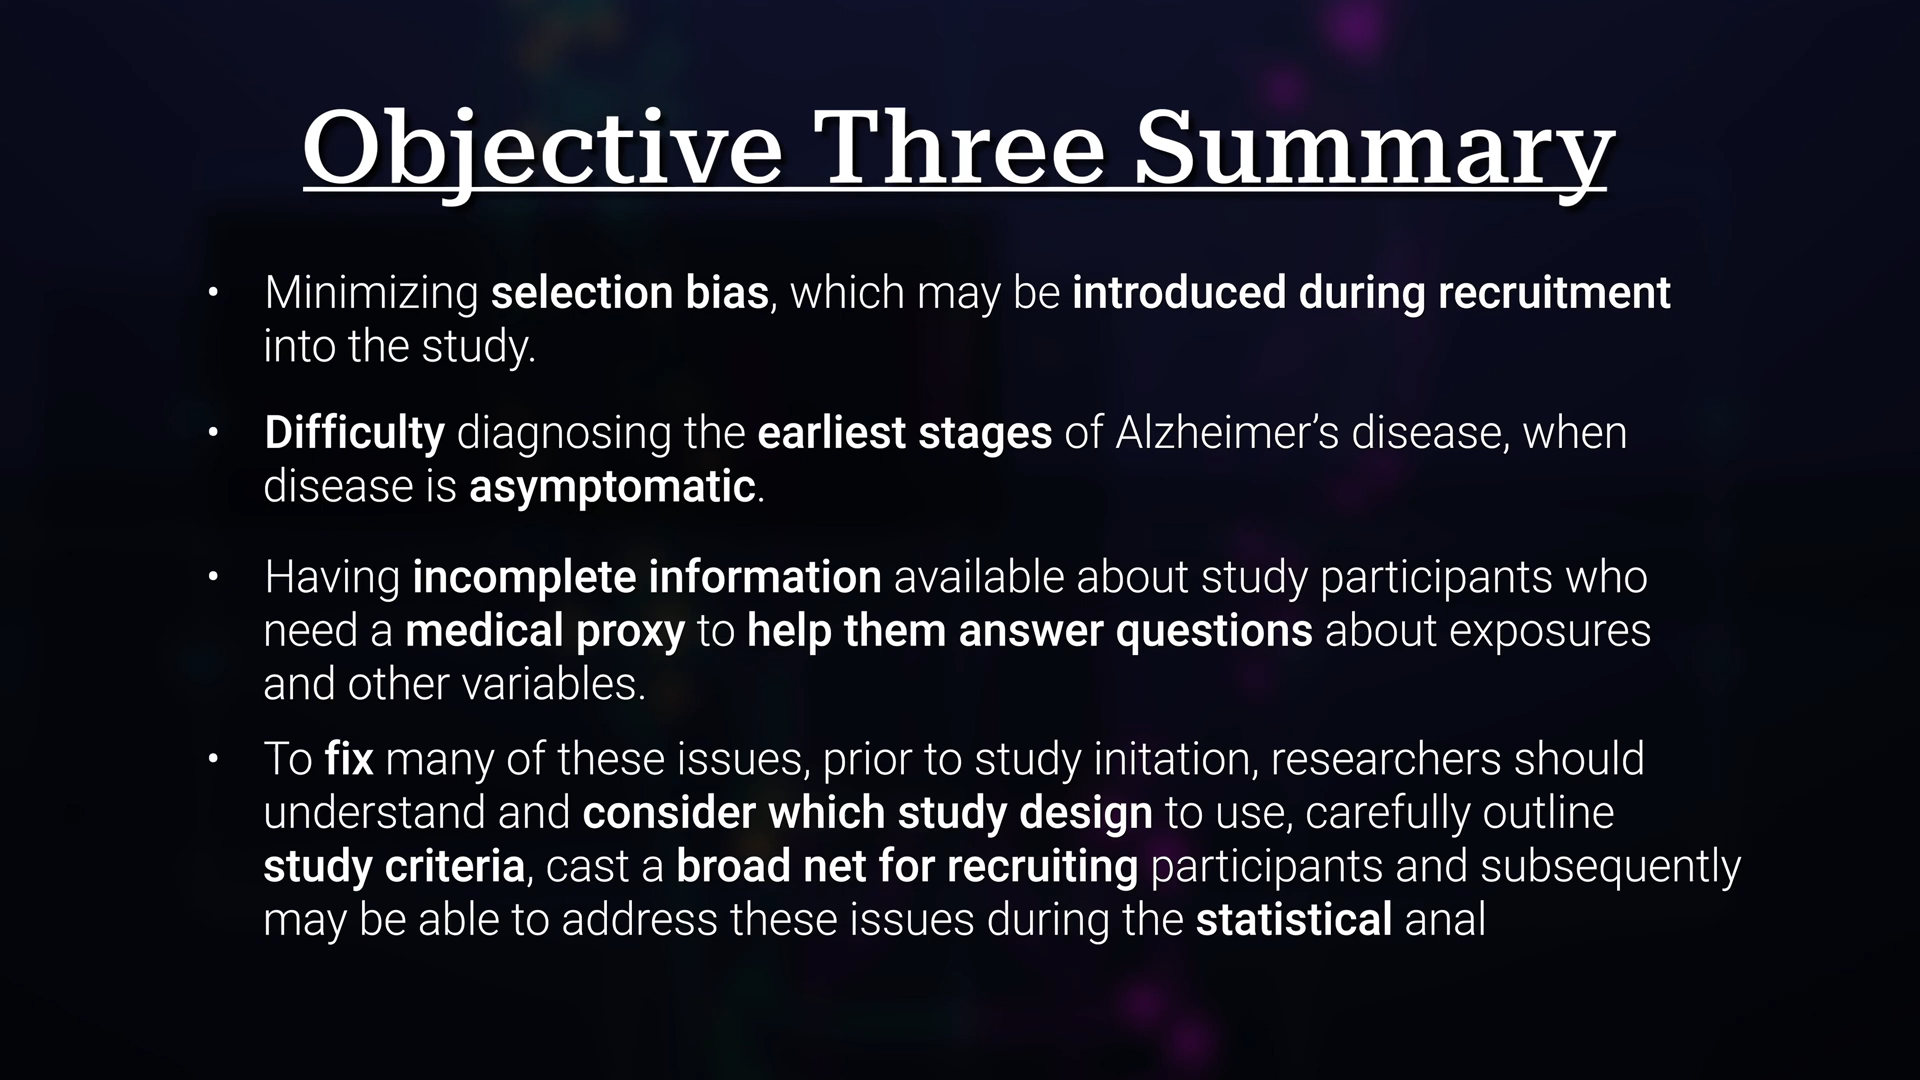 Objective Three Summary
• Minimizing selection bias, which may be introduced during recruitment
into the study.
• Difficulty diagnosing the earliest stages of Alzheimer’s disease, when
disease is asymptomatic.
• Having incomplete information available about study participants who
need a medical proxy to help them answer questions about exposures
and other variables.
• To fix many of these issues, prior to study initation, researchers should
understand and consider which study design to use, carefully outline
study criteria, cast a broad net for recruiting participants and subsequently
may be able to address these issues during the statistical anal